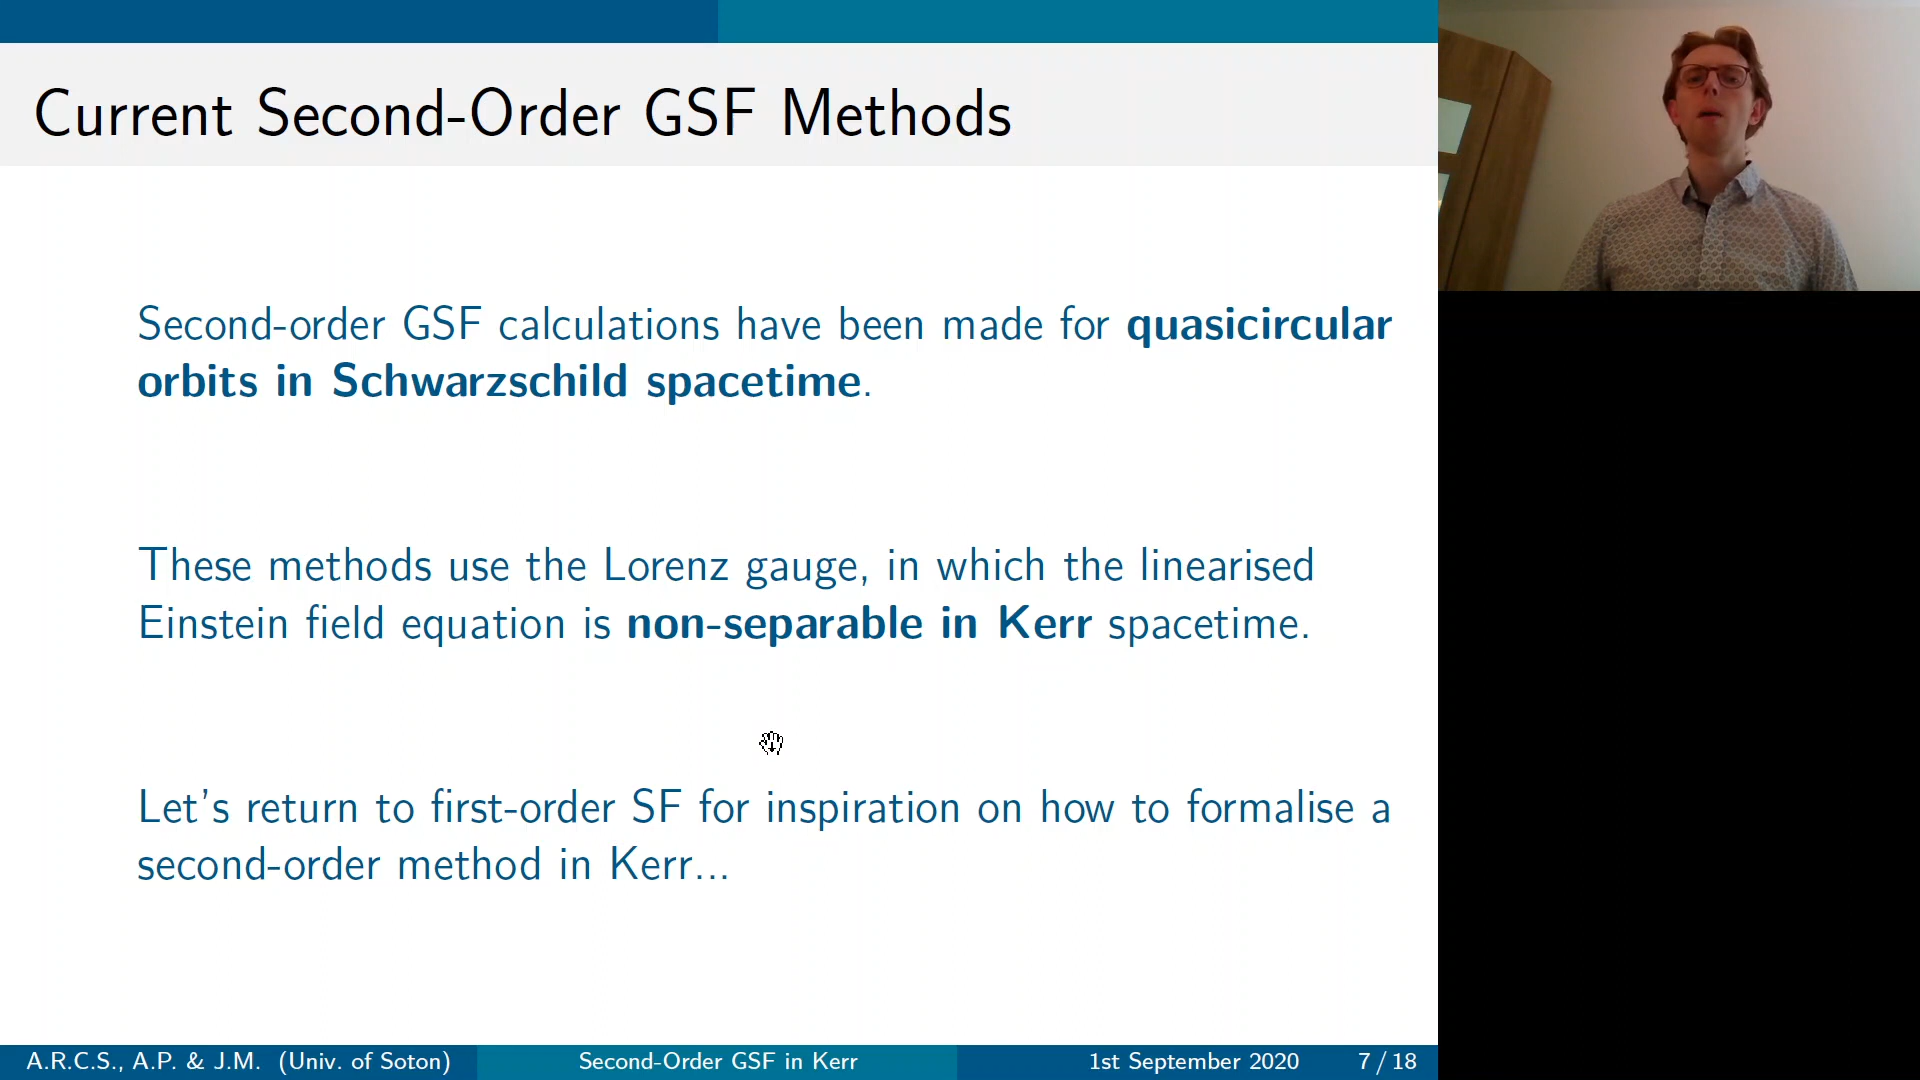 Current Second-Order GSF Methods
Second-order GSF calculations have been made for quasicircular
orbits in Schwarzschild spacetime.
These methods use the Lorenz gauge, in which the linearised
Einstein field equation is non-separable in Kerr spacetime.
Let's return to first-order SF for inspiration on how to formalise a
second-order method in Kerr...
A.R.C.S., A.P. & J.M. (Univ. of Soton) Second-Order GSF in Kerr 1st September 2020 7 / 18